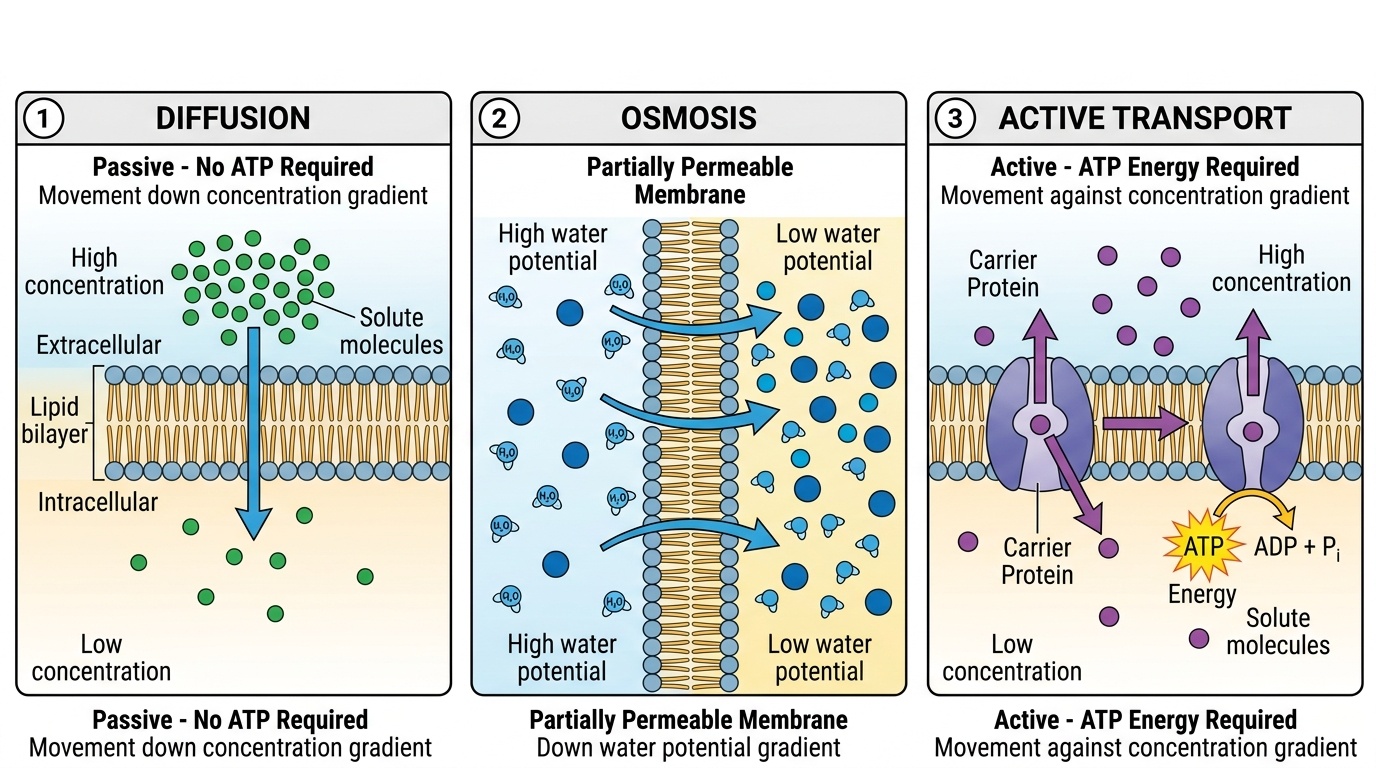 1 DIFFUSION
Passive - No ATP Required
Movement down concentration gradient
High
concentration
Solute
molecules
Extracellular
Lipid
bilayer
Intracellular
Low
concentration
Passive - No ATP Required
Movement down concentration gradient
2 OSMOSIS
Partially Permeable
Membrane
High water
potential
Low water
potential
H₂O
H₂O
H₂O
H₂O
High water
potential
Low water
potential
Partially Permeable Membrane
Down water potential gradient
3 ACTIVE TRANSPORT
Active - ATP Energy Required
Movement against concentration gradient
Carrier
Protein
High
concentration
Carrier
Protein
ATP
ADP + Pi
Energy
Solute
molecules
Low
concentration
Active - ATP Energy Required
Movement against concentration gradient